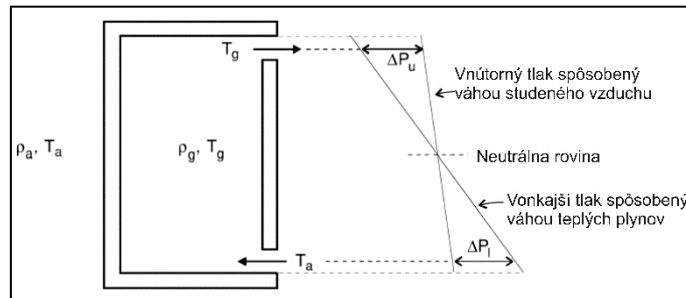 T_g
ΔP_u
Vnútorný tlak spôsobený
váhou studeného vzduchu
ρ_a, T_a
ρ_g, T_g
Neutrálna rovina
Vonkajši tlak spôsobený
váhou teplých plynov
ΔP_l
T_a